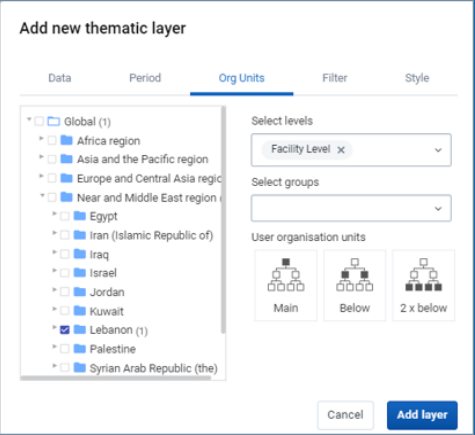 Add new thematic layer
Data Period Org Units Filter Style
Global (1)
Africa region
Asia and the Pacific region
Europe and Central Asia regic
Near and Middle East region
Egypt
Iran (Islamic Republic of)
Iraq
Israel
Jordan
Kuwait
Lebanon (1)
Palestine
Syrian Arab Republic (the)
Select levels
Facility Level ×
Select groups
User organisation units
Main Below 2 x below
Cancel Add layer